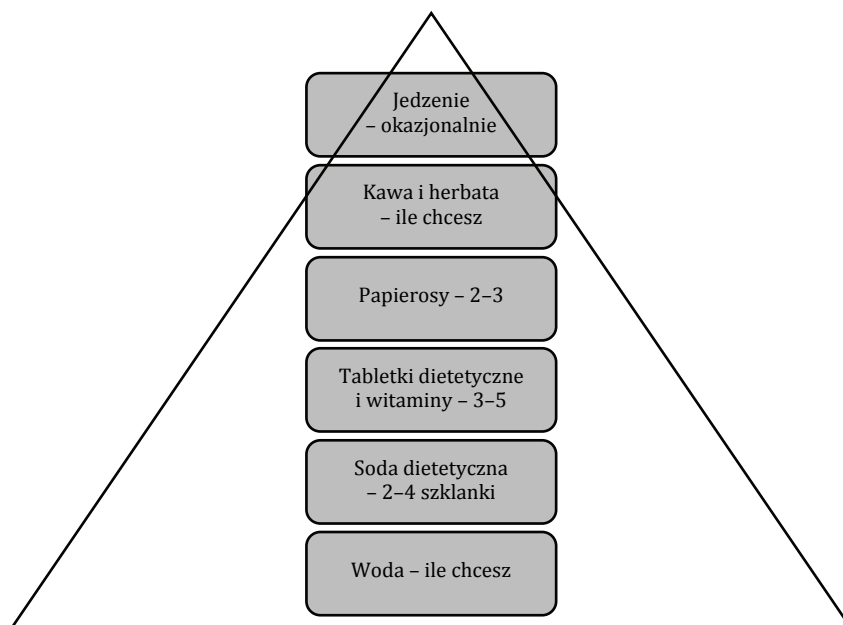 Jedzenie
– okazjonalnie
Kawa i herbata
– ile chcesz
Papierosy – 2–3
Tabletki dietetyczne
i witaminy – 3–5
Soda dietetyczna
– 2–4 szklanki
Woda – ile chcesz